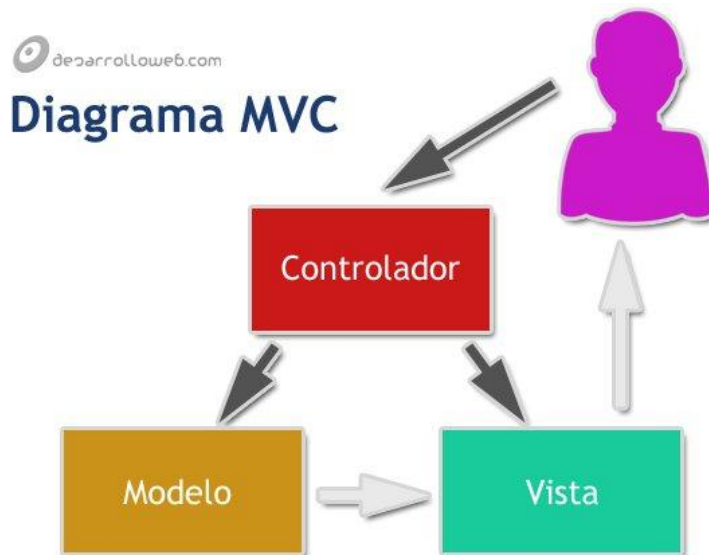 desarrolloweb.com
Diagrama MVC
Controlador
Modelo
Vista